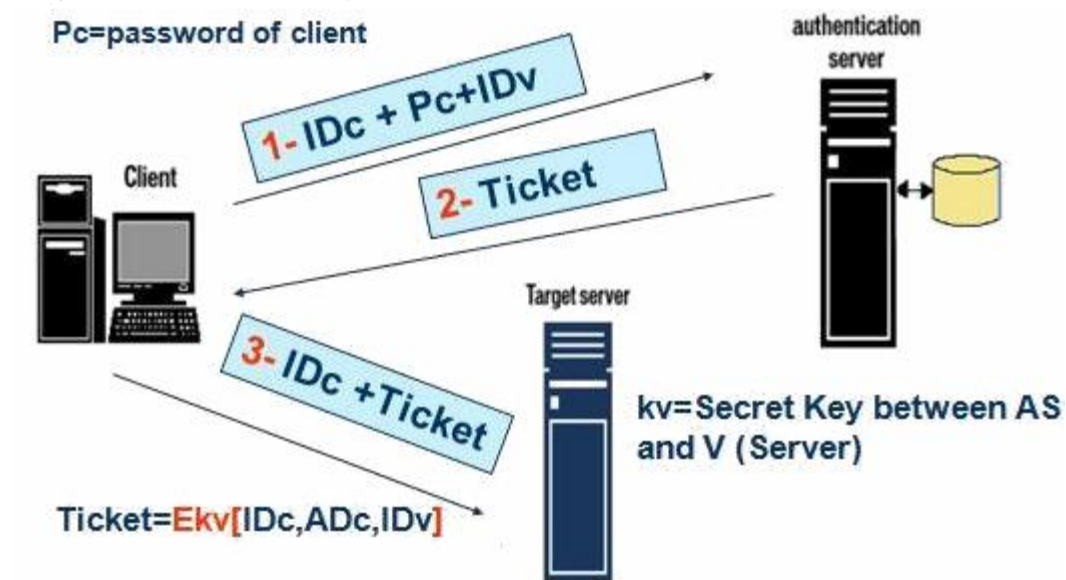 Pc=password of client
authentication
server
1- IDc + Pc+IDv
Client
2- Ticket
Target server
3- IDc +Ticket
kv=Secret Key between AS
and V (Server)
Ticket=Ekv[IDc,ADc,IDv]